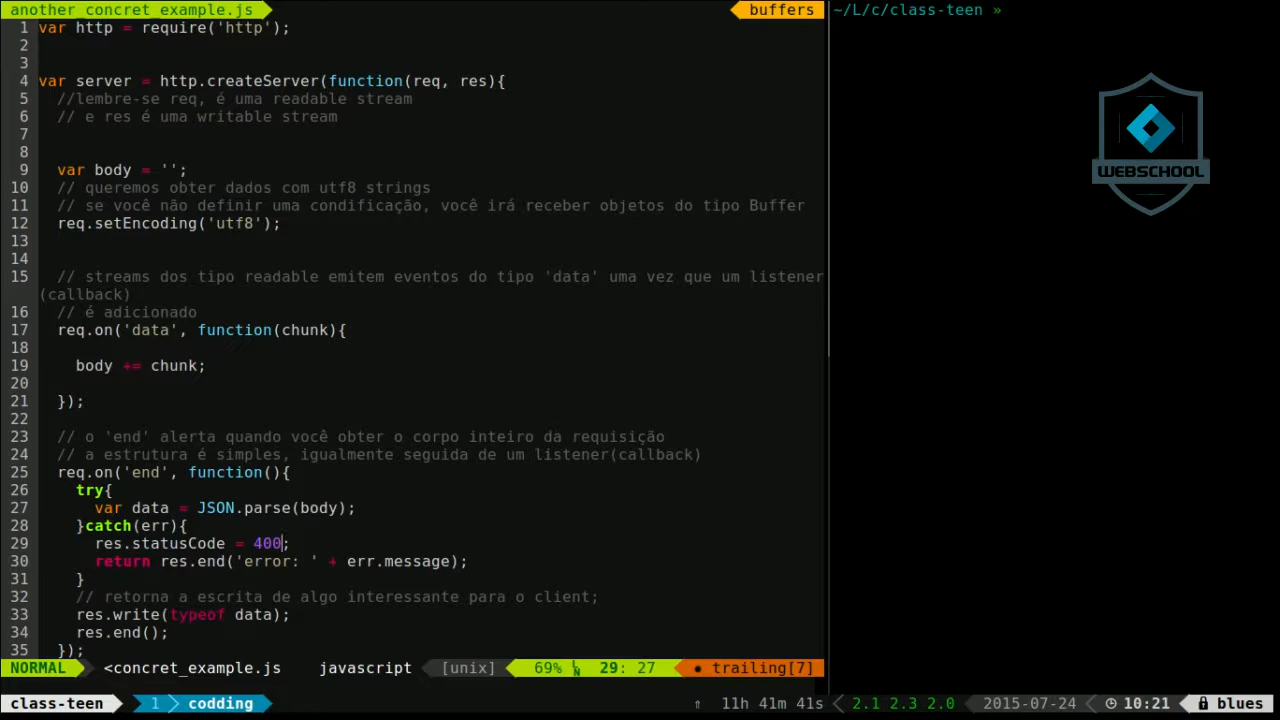 another_concret_example.js buffers
1 var http = require('http');
2
3
4 var server = http.createServer(function(req, res){
5 //lembre-se req, é uma readable stream
6 // e res é uma writable stream
7
8
9 var body = '';
10 // queremos obter dados com utf8 strings
11 // se você não definir uma condificação, você irá receber objetos do tipo Buffer
12 req.setEncoding('utf8');
13
14
15 // streams dos tipo readable emitem eventos do tipo 'data' uma vez que um listener
(callback)
16 // é adicionado
17 req.on('data', function(chunk){
18
19 body += chunk;
20
21 });
22
23 // o 'end' alerta quando você obter o corpo inteiro da requisição
24 // a estrutura é simples, igualmente seguida de um listener(callback)
25 req.on('end', function(){
26 try{
27 var data = JSON.parse(body);
28 }catch(err){
29 res.statusCode = 400;
30 return res.end('error: ' + err.message);
31 }
32 // retorna a escrita de algo interessante para o client;
33 res.write(typeof data);
34 res.end();
35 });
NORMAL <concret_example.js javascript [unix] 69% LN 29: 27 • trailing[7]
~/L/c/class-teen »
WEBSCHOOL
class-teen 1 codding ↑ 11h 41m 41s 2.1 2.3 2.0 2015-07-24 10:21 blues